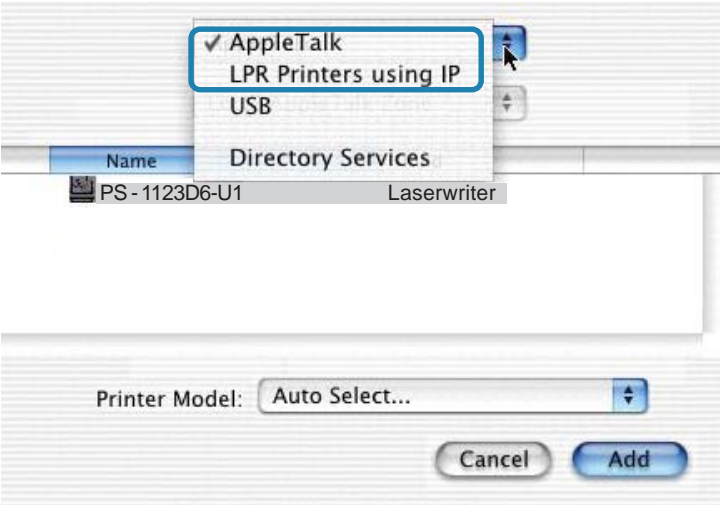 ✓ AppleTalk
LPR Printers using IP
USB
Directory Services
Name
PS-1123D6-U1 Laserwriter
Printer Model: Auto Select...
Cancel Add